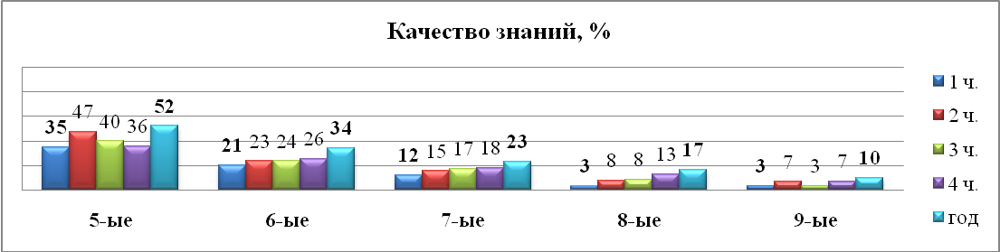 Качество знаний, %
35 47 40 36 52 21 23 24 26 34 12 15 17 18 23 3 8 8 13 17 3 7 3 7 10
5-ые 6-ые 7-ые 8-ые 9-ые
1 ч.
2 ч.
3 ч.
4 ч.
год